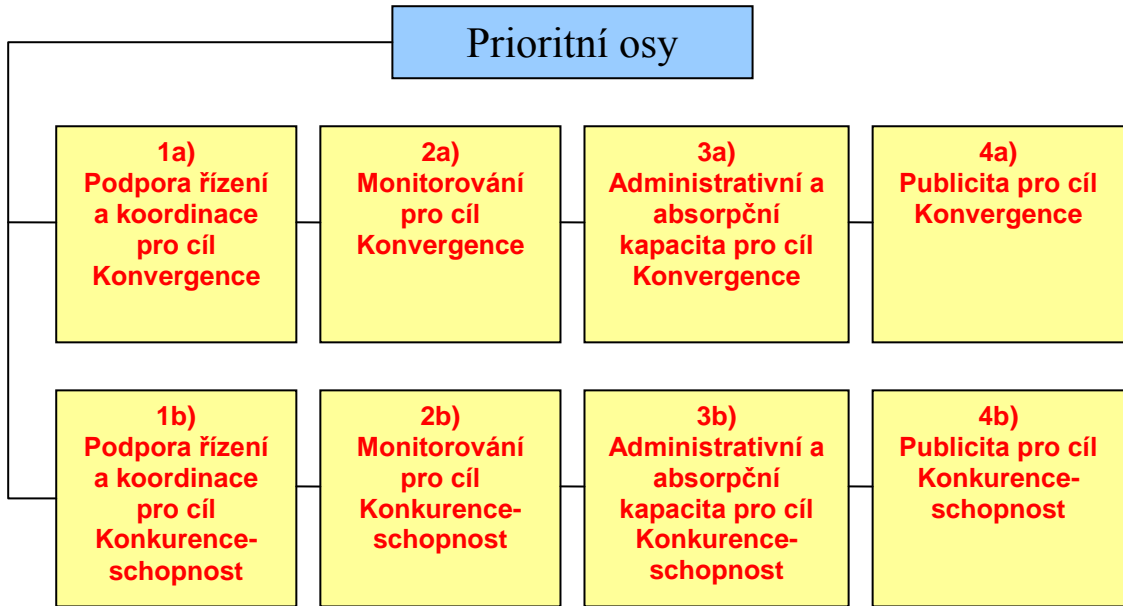 Prioritní osy
1a)
Podpora řízení
a koordinace
pro cíl
Konvergence
2a)
Monitorování
pro cíl
Konvergence
3a)
Administrativní a
absorpční
kapacita pro cíl
Konvergence
4a)
Publicita pro cíl
Konvergence
1b)
Podpora řízení
a koordinace
pro cíl
Konkurence-
schopnost
2b)
Monitorování
pro cíl
Konkurence-
schopnost
3b)
Administrativní a
absorpční
kapacita pro cíl
Konkurence-
schopnost
4b)
Publicita pro cíl
Konkurence-
schopnost